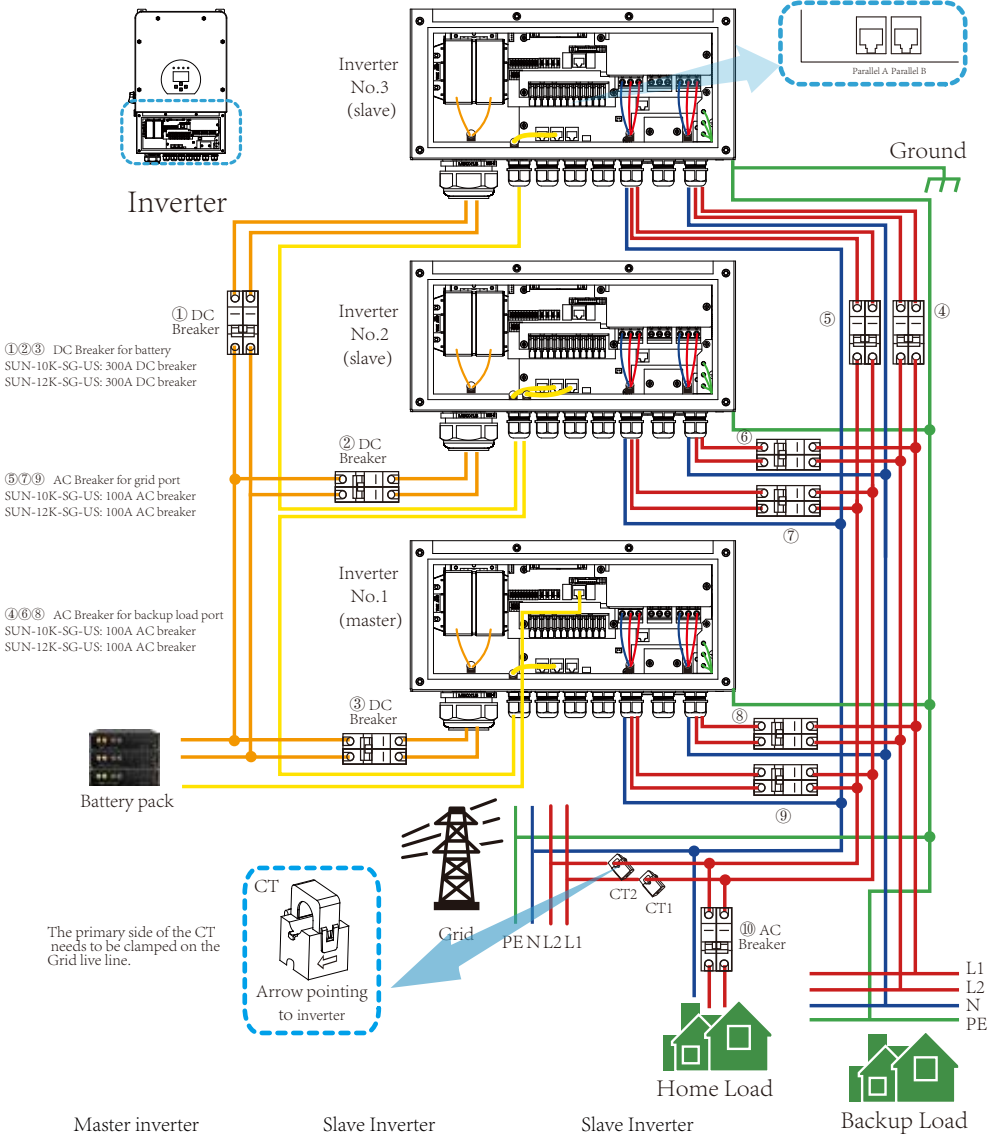 Parallel A Parallel B
Inverter
No.3
(slave)
Ground
Inverter
① DC
Breaker
①②③ DC Breaker for battery
SUN-10K-SG-US: 300A DC breaker
SUN-12K-SG-US: 300A DC breaker
Inverter
No.2
(slave)
⑤
④
② DC
Breaker
⑥
⑤⑦⑨ AC Breaker for grid port
SUN-10K-SG-US: 100A AC breaker
SUN-12K-SG-US: 100A AC breaker
⑦
Inverter
No.1
(master)
④⑥⑧ AC Breaker for backup load port
SUN-10K-SG-US: 100A AC breaker
SUN-12K-SG-US: 100A AC breaker
③ DC
Breaker
⑧
Battery pack
⑨
CT
CT2
CT1
The primary side of the CT
needs to be clamped on the
Grid live line.
Grid
PE N L2 L1
⑩ AC
Breaker
Arrow pointing
to inverter
L1
L2
N
PE
Home Load
Backup Load
Master inverter
Slave Inverter
Slave Inverter